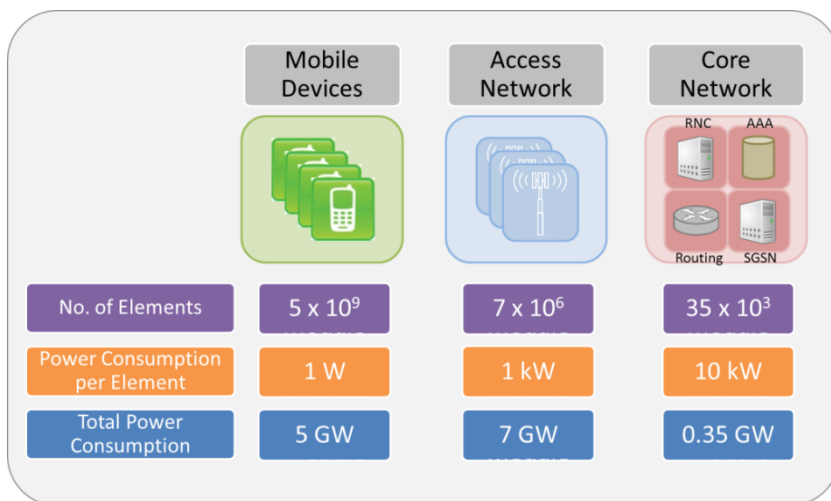 Mobile
Devices
Access
Network
Core
Network
RNC AAA
Routing SGSN
No. of Elements 5 x 10⁹ 7 x 10⁶ 35 x 10³
Power Consumption
per Element
1 W 1 kW 10 kW
Total Power
Consumption
5 GW 7 GW 0.35 GW